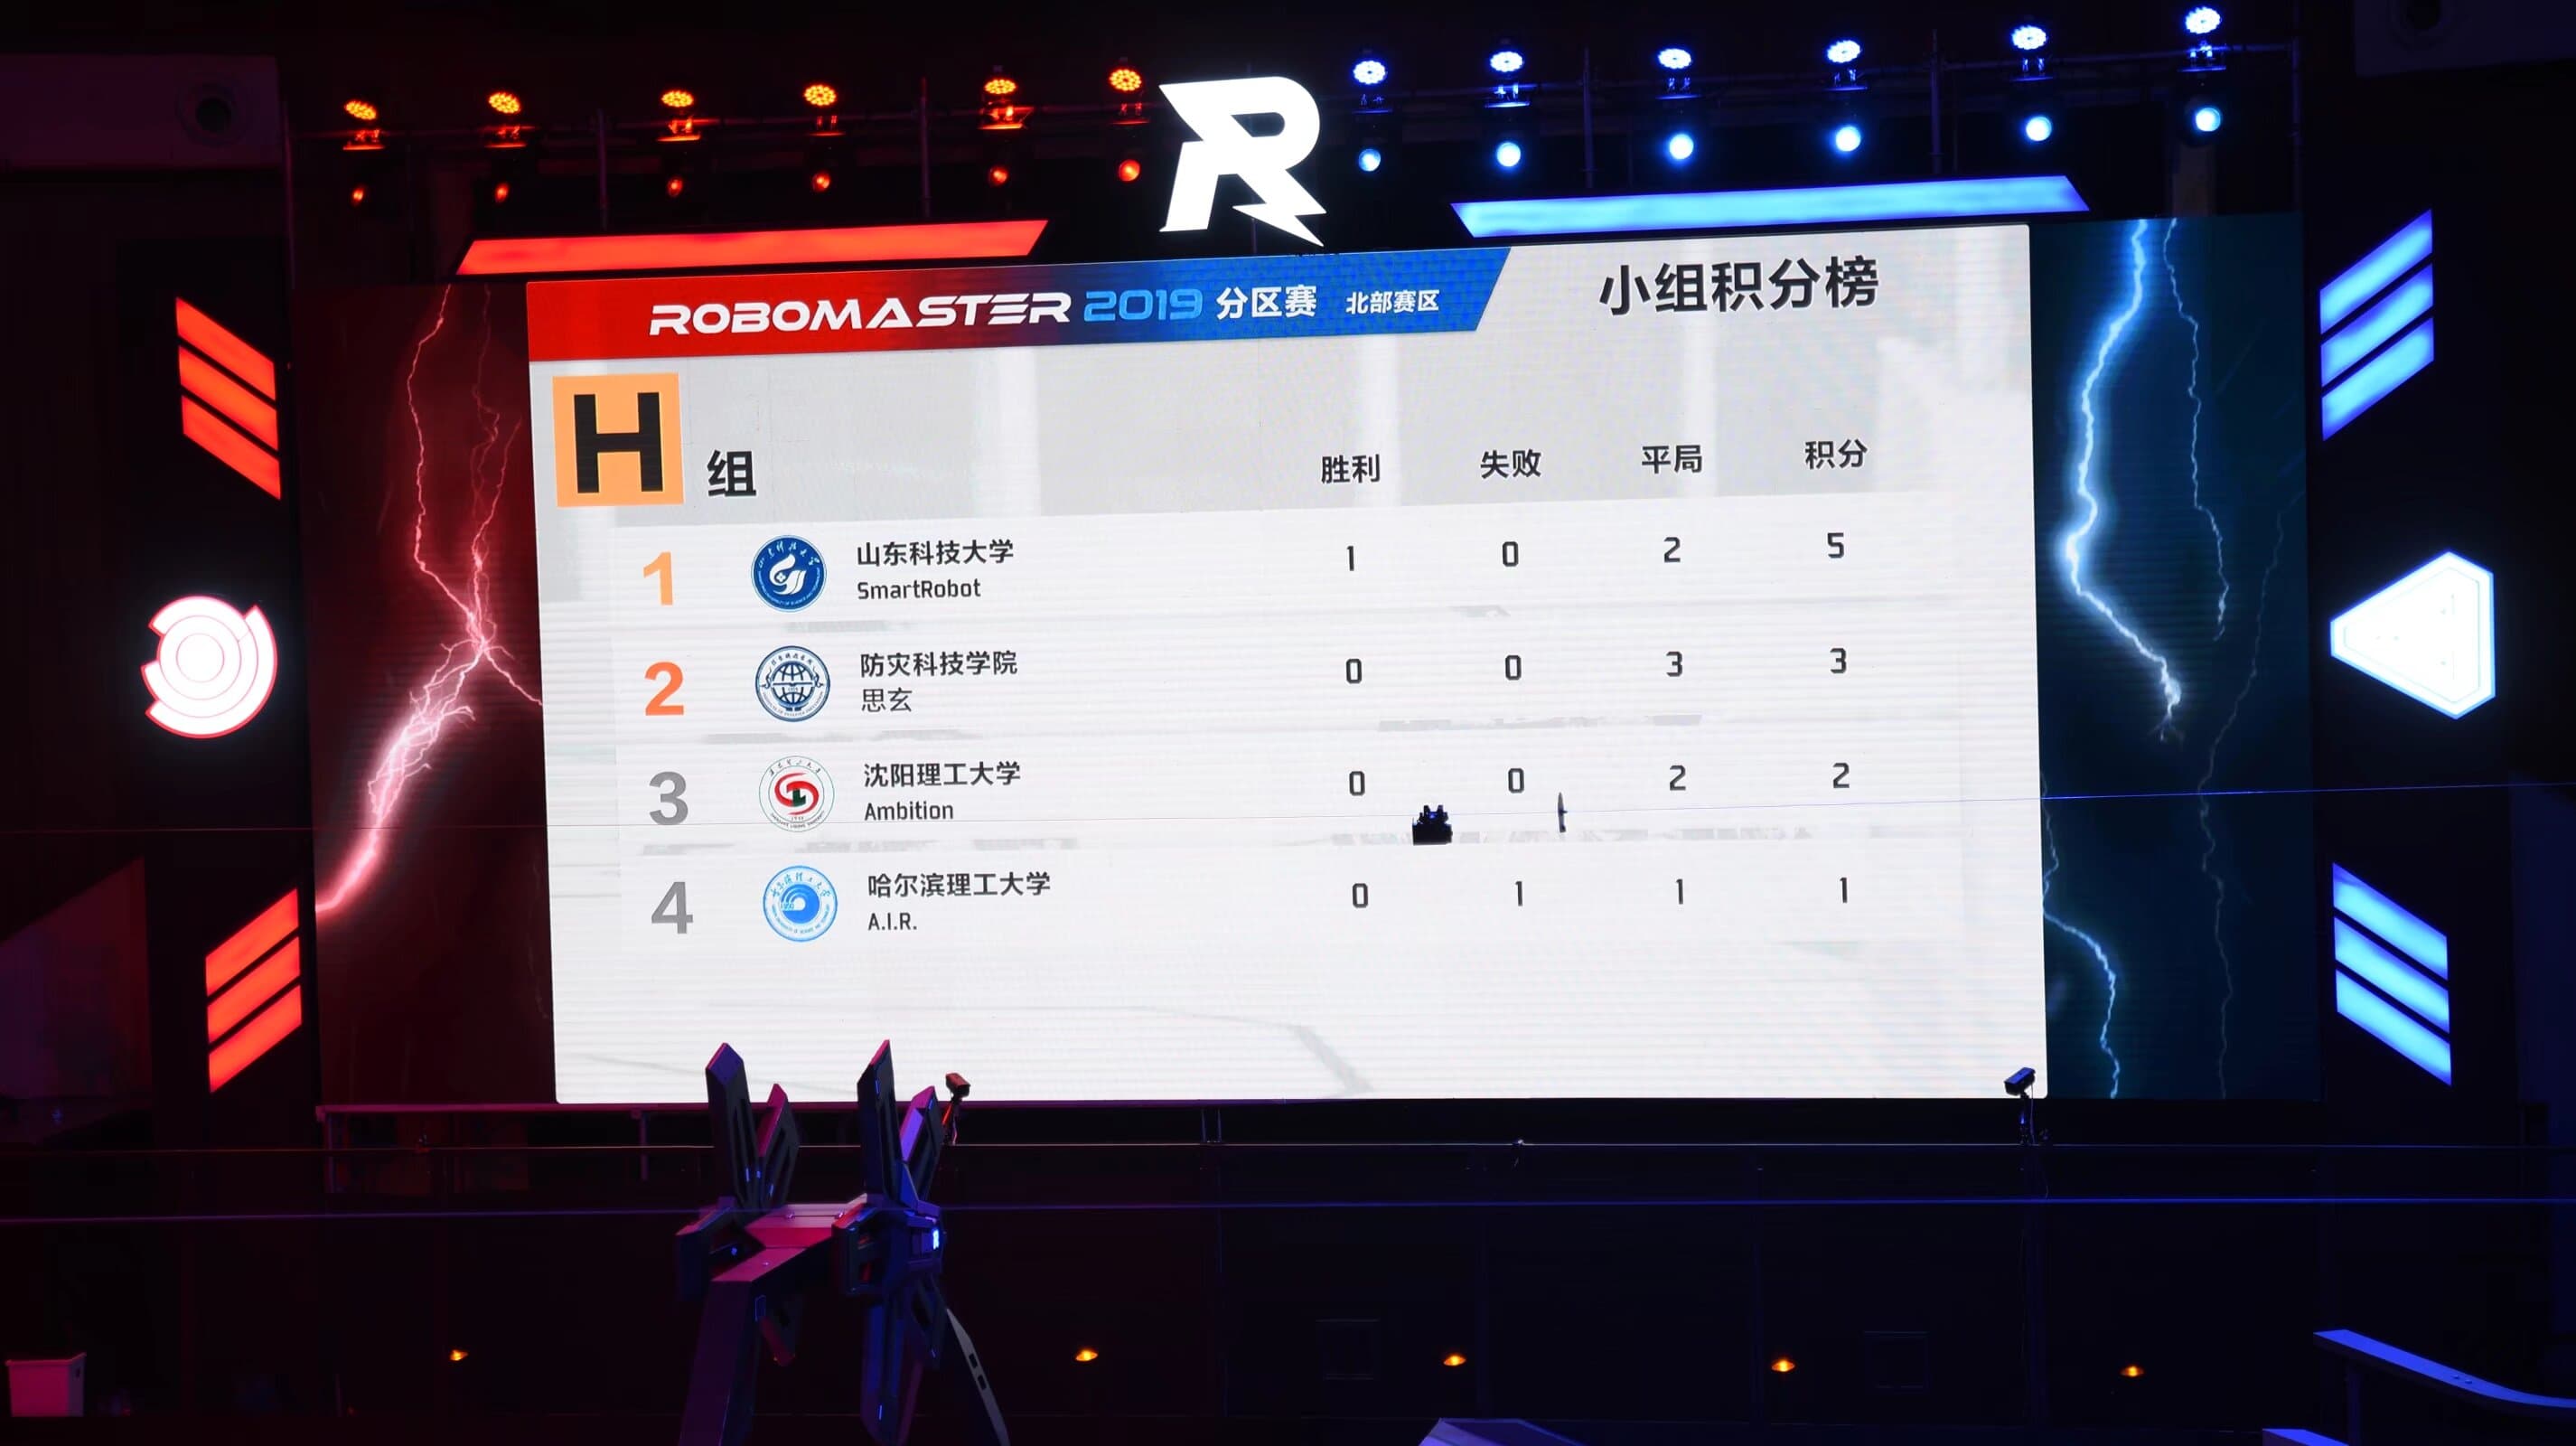 ROBOMASTER 2019 分区赛 北部赛区
小组积分榜
H 组 胜利 失败 平局 积分
1 山东科技大学 1 0 2 5
SmartRobot
2 防灾科技学院 0 0 3 3
思玄
3 沈阳理工大学 0 0 2 2
Ambition
4 哈尔滨理工大学 0 1 1 1
A.I.R.